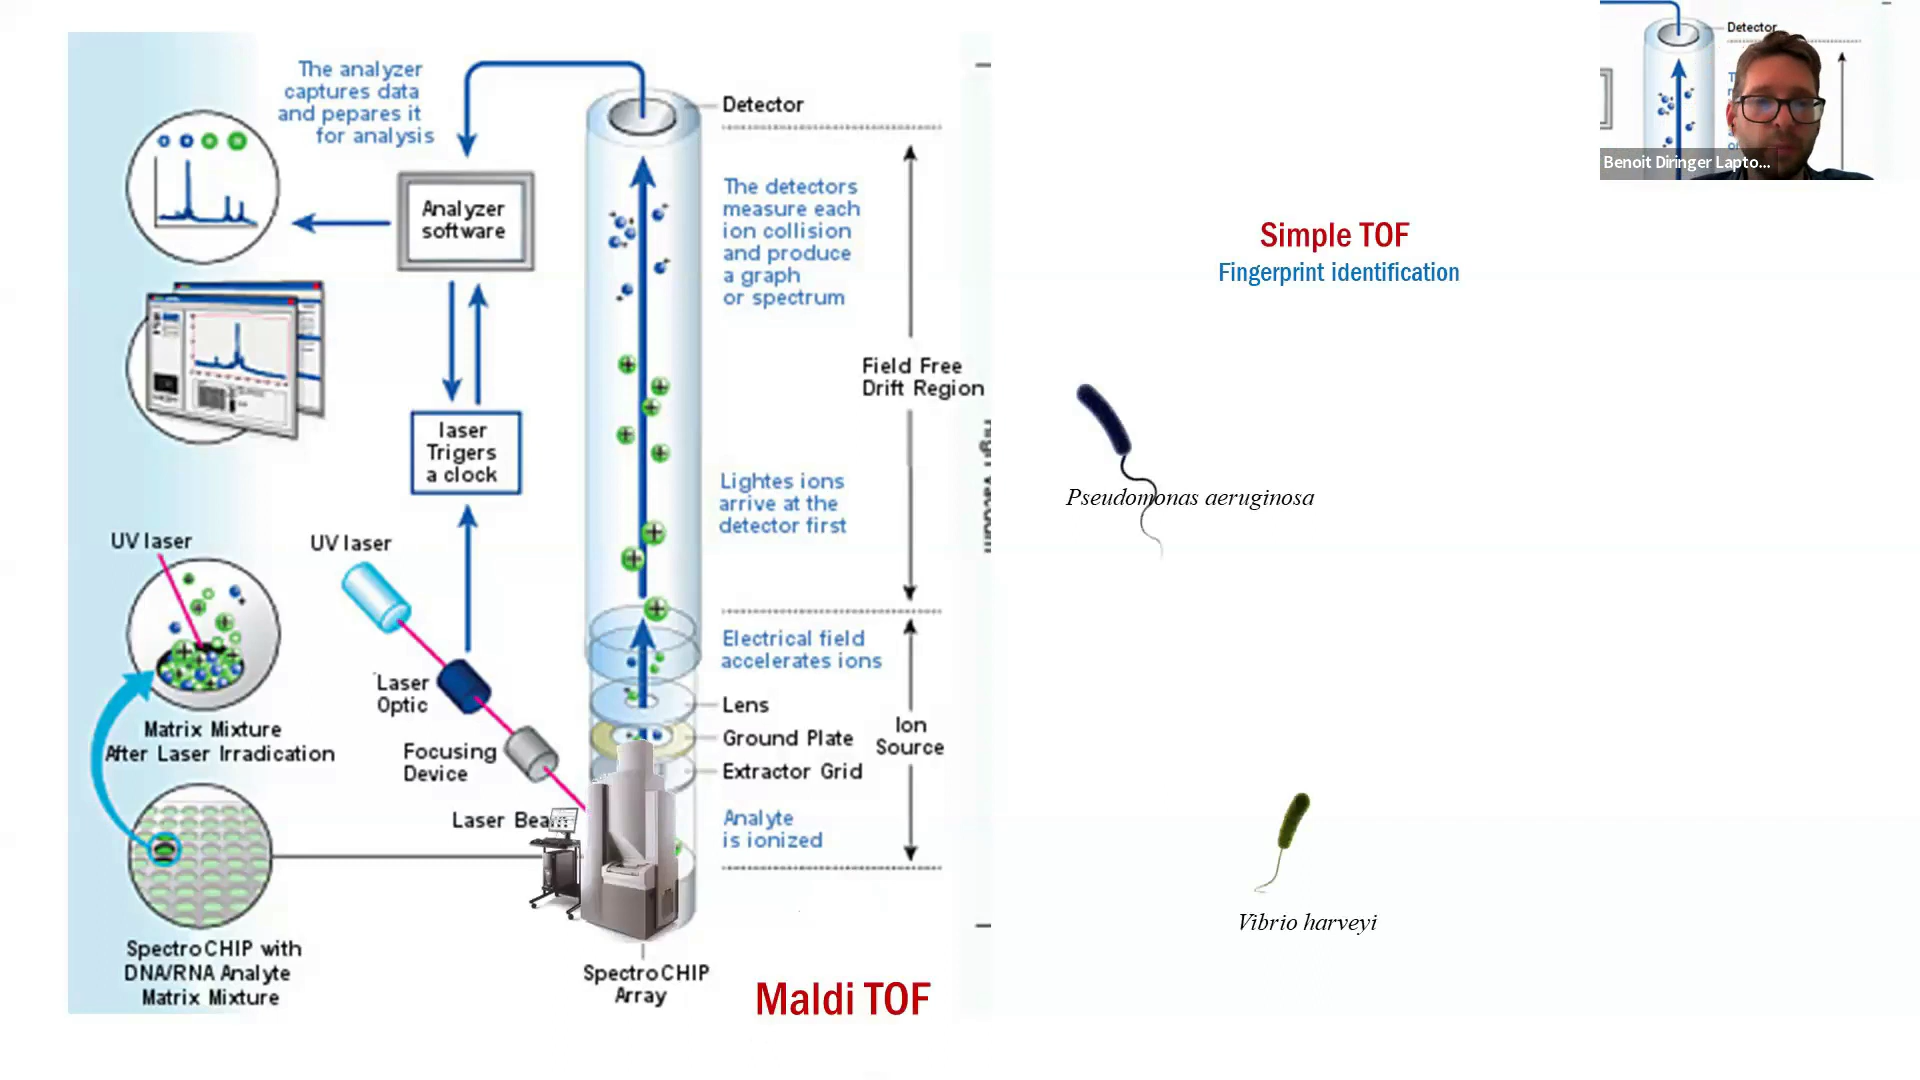 The analyzer
captures data
and pepares it
for analysis
Analyzer
software
laser
Trigers
a clock
UV laser
UV laser
Laser
Optic
Focusing
Device
Matrix Mixture
After Laser Irradication
SpectroCHIP with
DNA/RNA Analyte
Matrix Mixture
Detector
The detectors
measure each
ion collision
and produce
a graph
or spectrum
Field Free
Drift Region
Lightes ions
arrive at the
detector first
Electrical field
accelerates ions
Lens
Ground Plate
Extractor Grid
Ion
Source
Analyte
is ionized
SpectroCHIP
Array
Maldi TOF
Simple TOF
Fingerprint identification
Pseudomonas aeruginosa
Vibrio harveyi
Detector
Benoit Diringer Lapto...